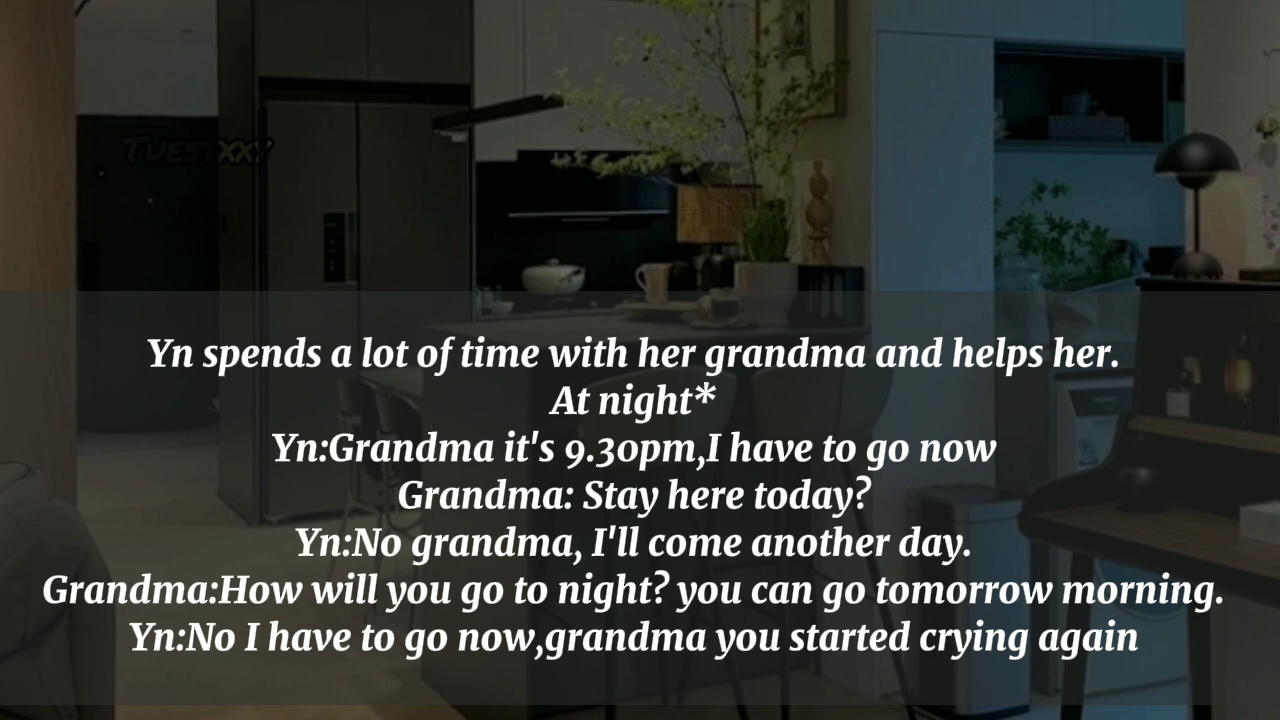 Tuestxxy
Yn spends a lot of time with her grandma and helps her.
At night*
Yn:Grandma it's 9.30pm,I have to go now
Grandma: Stay here today?
Yn:No grandma, I'll come another day.
Grandma:How will you go to night? you can go tomorrow morning.
Yn:No I have to go now,grandma you started crying again